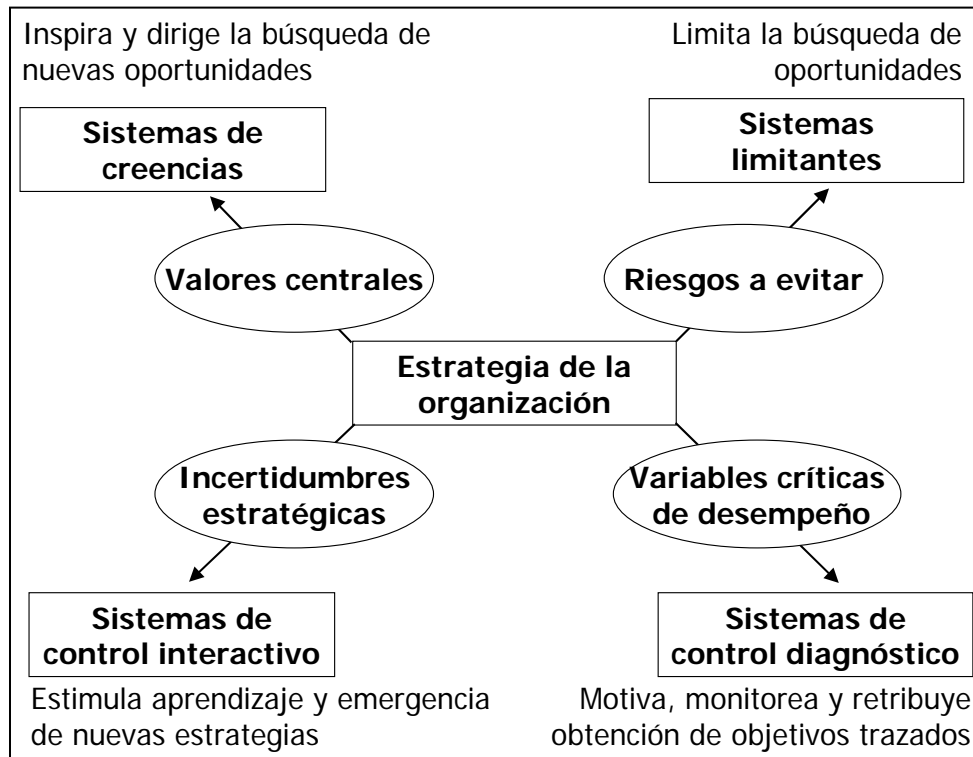 Inspira y dirige la búsqueda de
nuevas oportunidades
Limita la búsqueda de
oportunidades
Sistemas de
creencias
Sistemas
limitantes
Valores centrales
Riesgos a evitar
Estrategia de la
organización
Incertidumbres
estratégicas
Variables críticas
de desempeño
Sistemas de
control interactivo
Sistemas de
control diagnóstico
Estimula aprendizaje y emergencia
de nuevas estrategias
Motiva, monitorea y retribuye
obtención de objetivos trazados